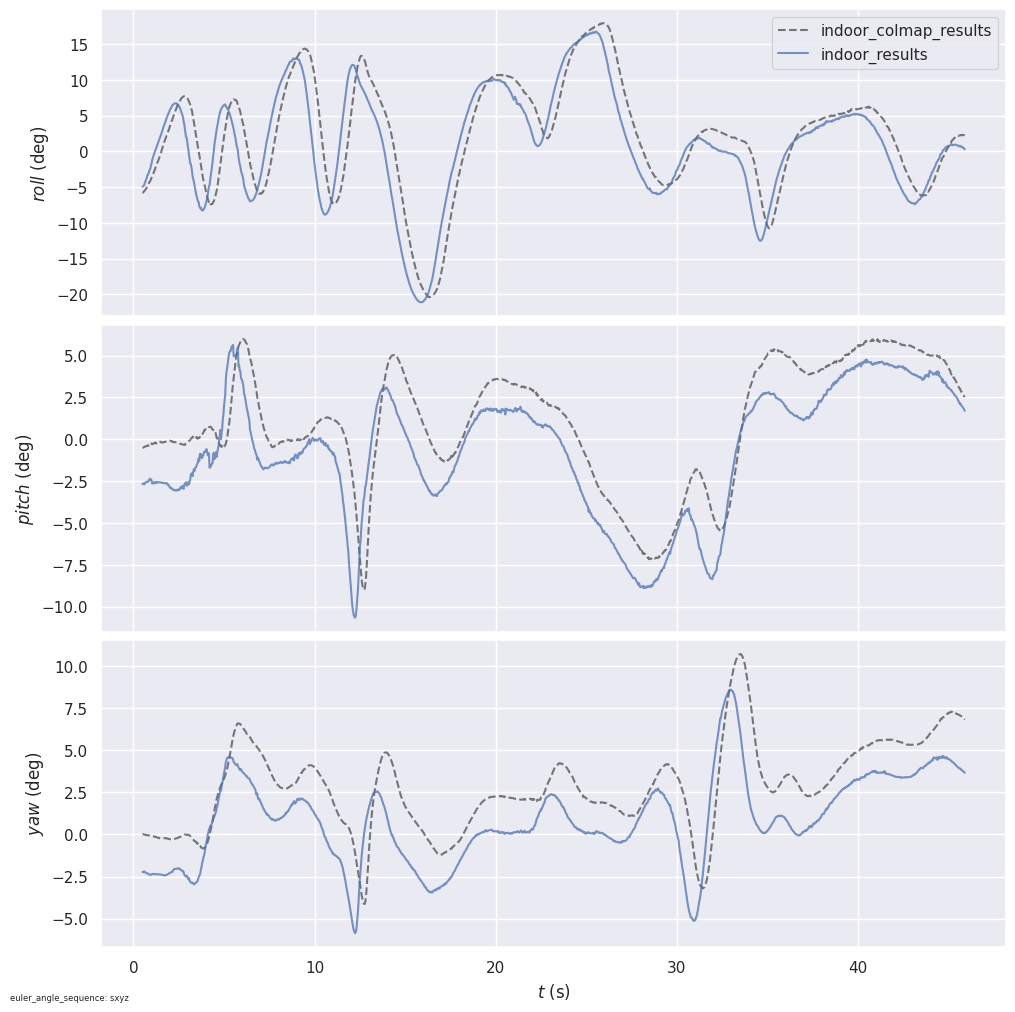 indoor_colmap_results
indoor_results
roll (deg)
15
10
5
0
−5
−10
−15
−20
pitch (deg)
5.0
2.5
0.0
−2.5
−5.0
−7.5
−10.0
yaw (deg)
10.0
7.5
5.0
2.5
0.0
−2.5
−5.0
0 10 20 30 40
t (s)
euler_angle_sequence: sxyz